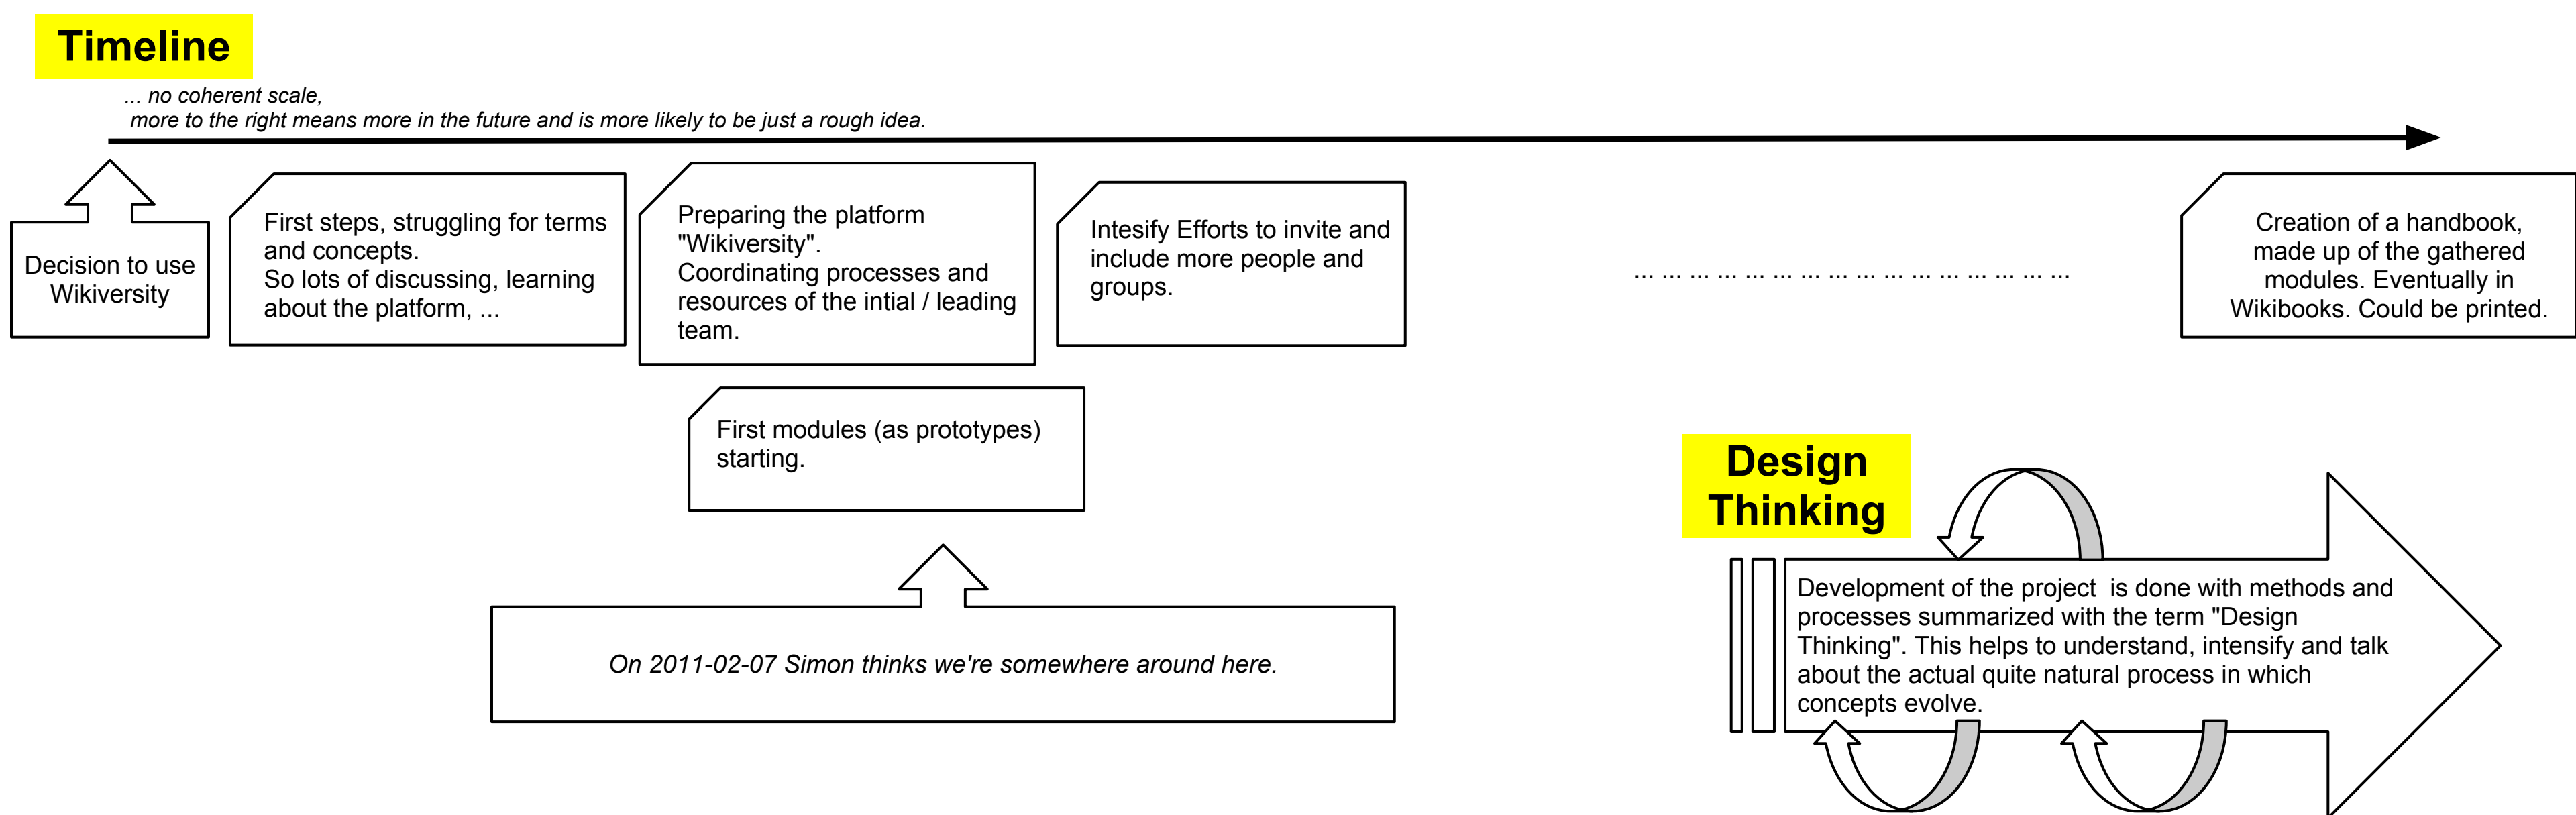 Timeline
... no coherent scale,
more to the right means more in the future and is more likely to be just a rough idea.
Decision to use
Wikiversity
First steps, struggling for terms
and concepts.
So lots of discussing, learning
about the platform, ...
Preparing the platform
"Wikiversity".
Coordinating processes and
resources of the intial / leading
team.
Intesify Efforts to invite and
include more people and
groups.
... ... ... ... ... ... ... ... ... ... ... ... ... ... ... ...
Creation of a handbook,
made up of the gathered
modules. Eventually in
Wikibooks. Could be printed.
First modules (as prototypes)
starting.
On 2011-02-07 Simon thinks we're somewhere around here.
Design
Thinking
Development of the project  is done with methods and
processes summarized with the term "Design
Thinking". This helps to understand, intensify and talk
about the actual quite natural process in which
concepts evolve.